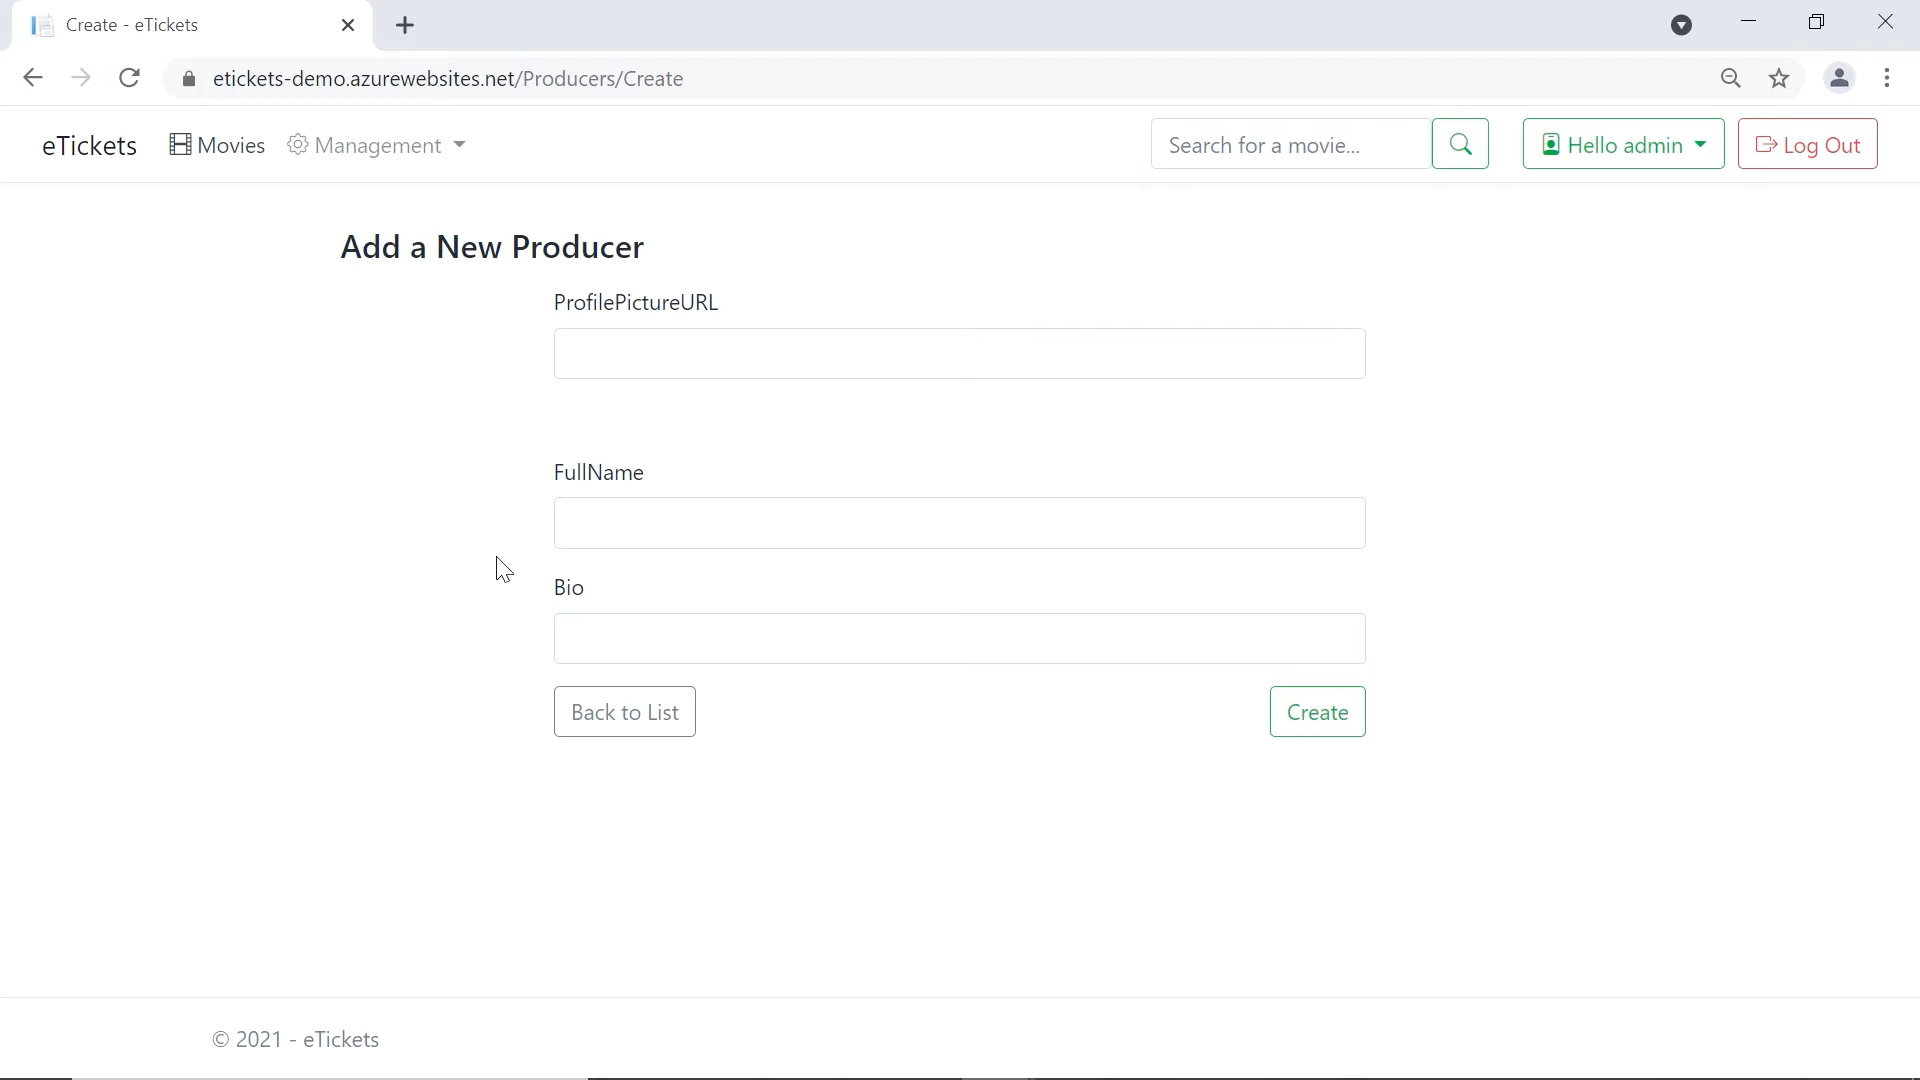 Create - eTickets
etickets-demo.azurewebsites.net/Producers/Create
eTickets Movies Management Search for a movie... Hello admin Log Out
Add a New Producer
ProfilePictureURL
FullName
Bio
Back to List Create
© 2021 - eTickets